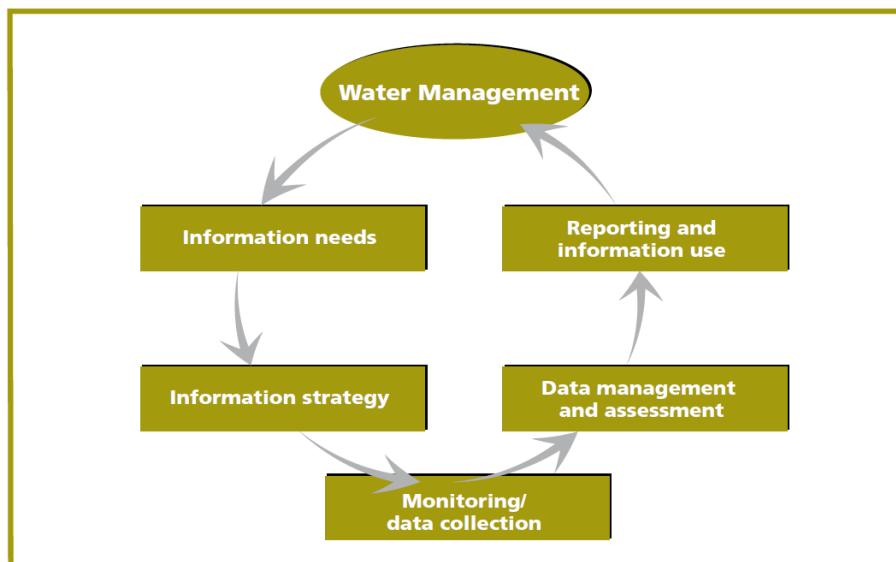 Water Management
Information needs
Reporting and
information use
Information strategy
Data management
and assessment
Monitoring/
data collection